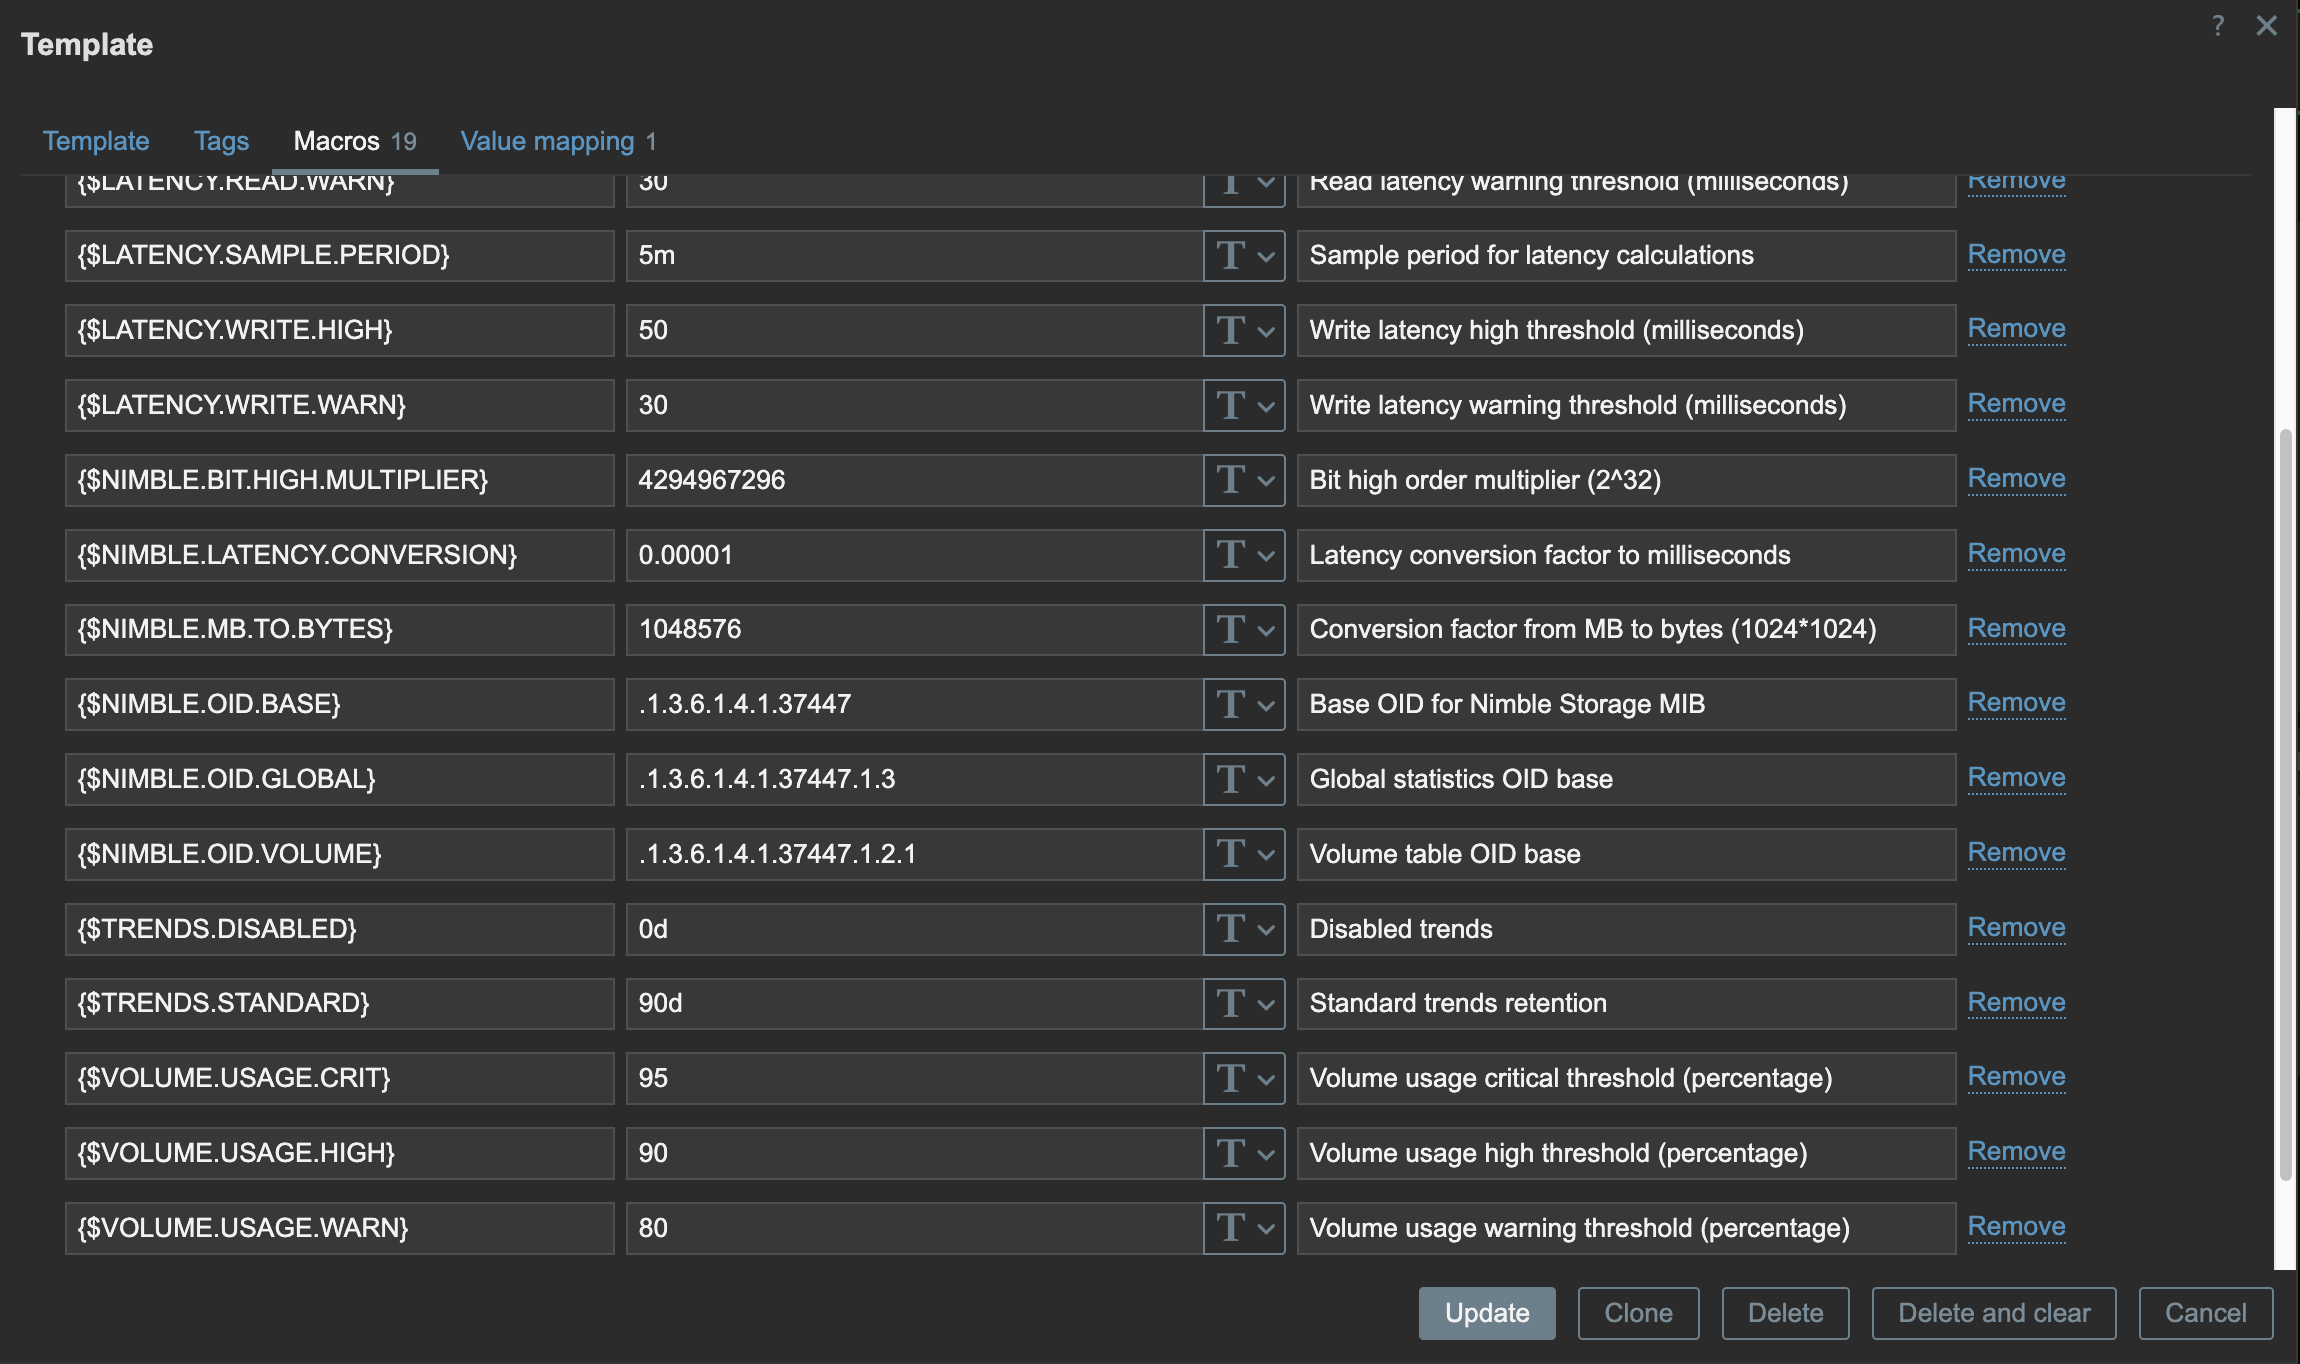 Template
?
Template Tags Macros 19 Value mapping 1
{$LATENCY.READ.WARN} 30 T Read latency warning threshold (milliseconds) Remove
{$LATENCY.SAMPLE.PERIOD} 5m T Sample period for latency calculations Remove
{$LATENCY.WRITE.HIGH} 50 T Write latency high threshold (milliseconds) Remove
{$LATENCY.WRITE.WARN} 30 T Write latency warning threshold (milliseconds) Remove
{$NIMBLE.BIT.HIGH.MULTIPLIER} 4294967296 T Bit high order multiplier (2^32) Remove
{$NIMBLE.LATENCY.CONVERSION} 0.00001 T Latency conversion factor to milliseconds Remove
{$NIMBLE.MB.TO.BYTES} 1048576 T Conversion factor from MB to bytes (1024*1024) Remove
{$NIMBLE.OID.BASE} .1.3.6.1.4.1.37447 T Base OID for Nimble Storage MIB Remove
{$NIMBLE.OID.GLOBAL} .1.3.6.1.4.1.37447.1.3 T Global statistics OID base Remove
{$NIMBLE.OID.VOLUME} .1.3.6.1.4.1.37447.1.2.1 T Volume table OID base Remove
{$TRENDS.DISABLED} 0d T Disabled trends Remove
{$TRENDS.STANDARD} 90d T Standard trends retention Remove
{$VOLUME.USAGE.CRIT} 95 T Volume usage critical threshold (percentage) Remove
{$VOLUME.USAGE.HIGH} 90 T Volume usage high threshold (percentage) Remove
{$VOLUME.USAGE.WARN} 80 T Volume usage warning threshold (percentage) Remove
Update Clone Delete Delete and clear Cancel